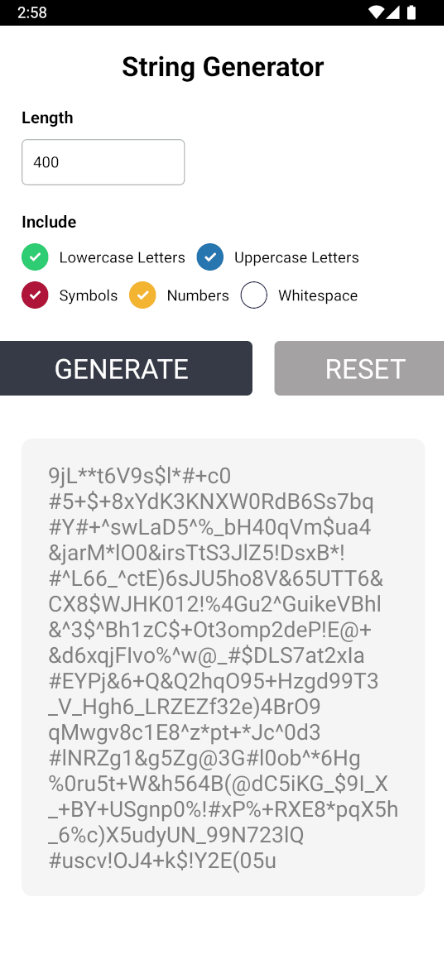 2:58
String Generator
Length
400
Include
Lowercase Letters Uppercase Letters
Symbols Numbers Whitespace
GENERATE RESET
9jL**t6V9s$l*#+c0
#5+$+8xYdK3KNXW0RdB6Ss7bq
#Y#+^swLaD5^%_bH40qVm$ua4
&jarM*lO0&irsTtS3JlZ5!DsxB*!
#^L66_^ctE)6sJU5ho8V&65UTT6&
CX8$WJHK012!%4Gu2^GuikeVBhl
&^3$^Bh1zC$+Ot3omp2deP!E@+
&d6xqjFIvo%^w@_#$DLS7at2xIa
#EYPj&6+Q&Q2hqO95+Hzgd99T3
_V_Hgh6_LRZEZf32e)4BrO9
qMwgv8c1E8^z*pt+*Jc^0d3
#lNRZg1&g5Zg@3G#l0ob^*6Hg
%0ru5t+W&h564B(@dC5iKG_$9I_X
_+BY+USgnp0%!#xP%+RXE8*pqX5h
_6%c)X5udyUN_99N723lQ
#uscv!OJ4+k$!Y2E(05u